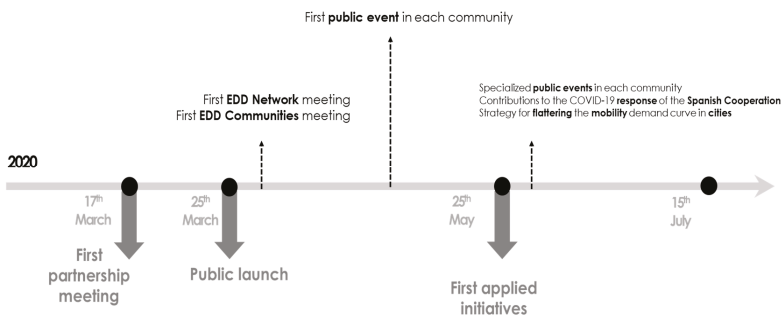 First public event in each community
First EDD Network meeting
First EDD Communities meeting
Specialized public events in each community
Contributions to the COVID-19 response of the Spanish Cooperation
Strategy for flattering the mobility demand curve in cities
2020
17th
March
25th
March
25th
May
15th
July
First
partnership
meeting
Public launch
First applied
initiatives